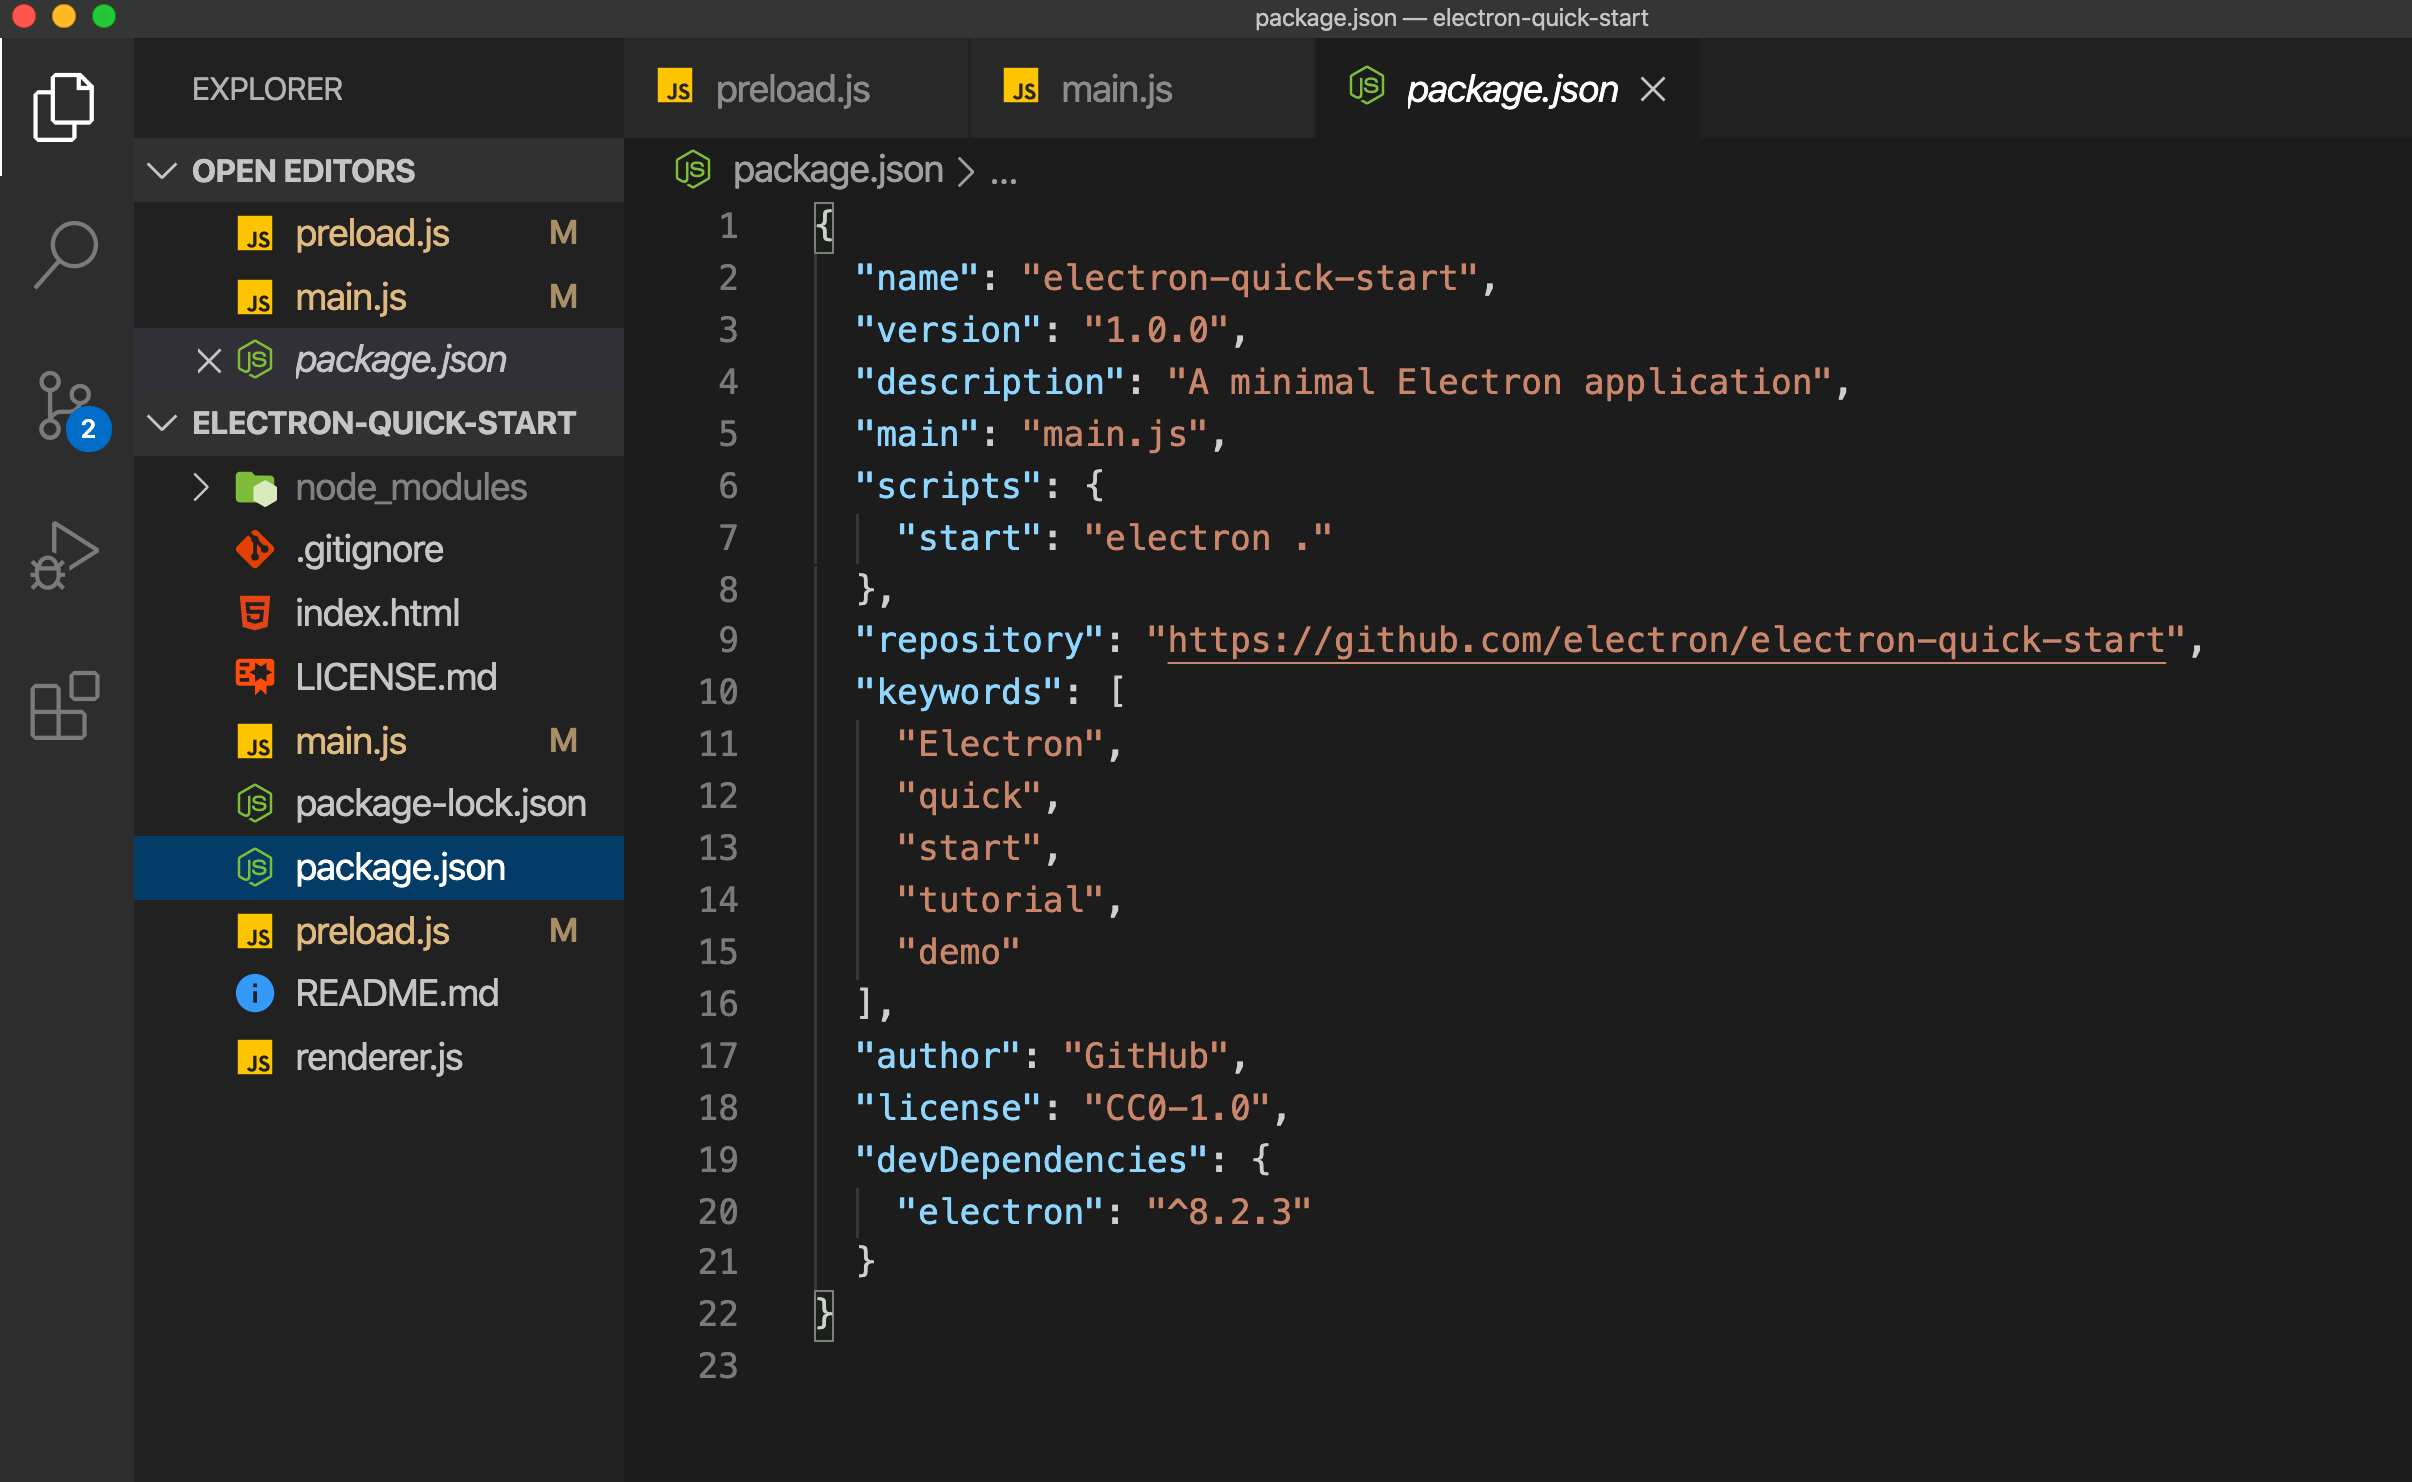 package.json — electron-quick-start
EXPLORER
OPEN EDITORS
preload.js M
main.js M
package.json
ELECTRON-QUICK-START
node_modules
.gitignore
index.html
LICENSE.md
main.js M
package-lock.json
package.json
preload.js M
README.md
renderer.js
2
preload.js main.js package.json
package.json > ...
1 {
2 "name": "electron-quick-start",
3 "version": "1.0.0",
4 "description": "A minimal Electron application",
5 "main": "main.js",
6 "scripts": {
7 "start": "electron ."
8 },
9 "repository": "https://github.com/electron/electron-quick-start",
10 "keywords": [
11 "Electron",
12 "quick",
13 "start",
14 "tutorial",
15 "demo"
16 ],
17 "author": "GitHub",
18 "license": "CC0-1.0",
19 "devDependencies": {
20 "electron": "^8.2.3"
21 }
22 }
23